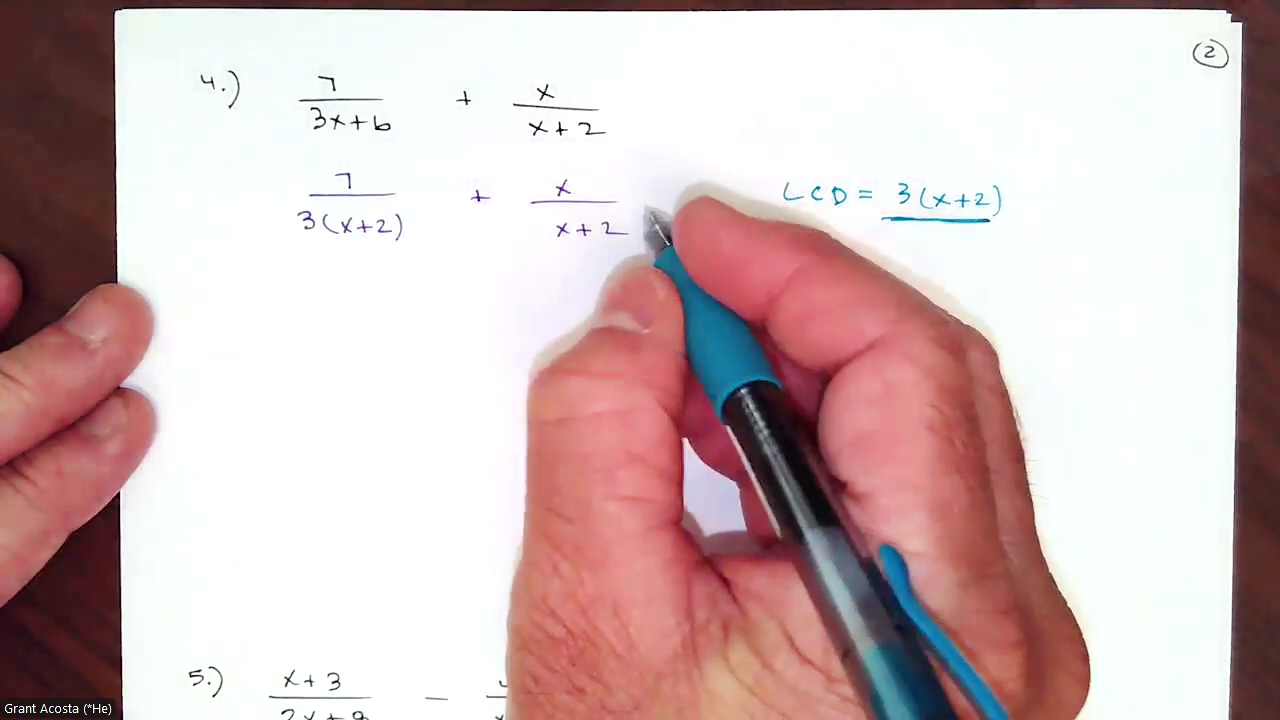 2
4.) 7/(3x+6) + x/(x+2)
7/(3(x+2)) + x/(x+2) LCD = 3(x+2)
5.) (x+3)/ −
Grant Acosta (*He)